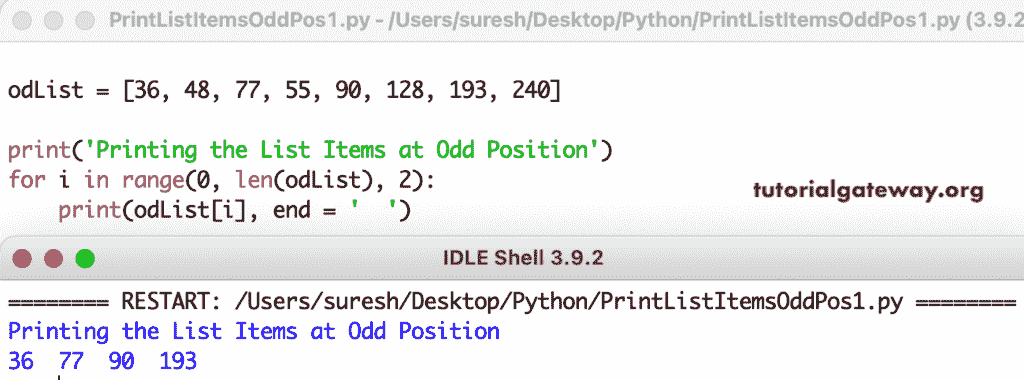 PrintListItemsOddPos1.py - /Users/suresh/Desktop/Python/PrintListItemsOddPos1.py (3.9.2
odList = [36, 48, 77, 55, 90, 128, 193, 240]
print('Printing the List Items at Odd Position')
for i in range(0, len(odList), 2):
    print(odList[i], end = '  ')
tutorialgateway.org
IDLE Shell 3.9.2
======== RESTART: /Users/suresh/Desktop/Python/PrintListItemsOddPos1.py ========
Printing the List Items at Odd Position
36  77  90  193